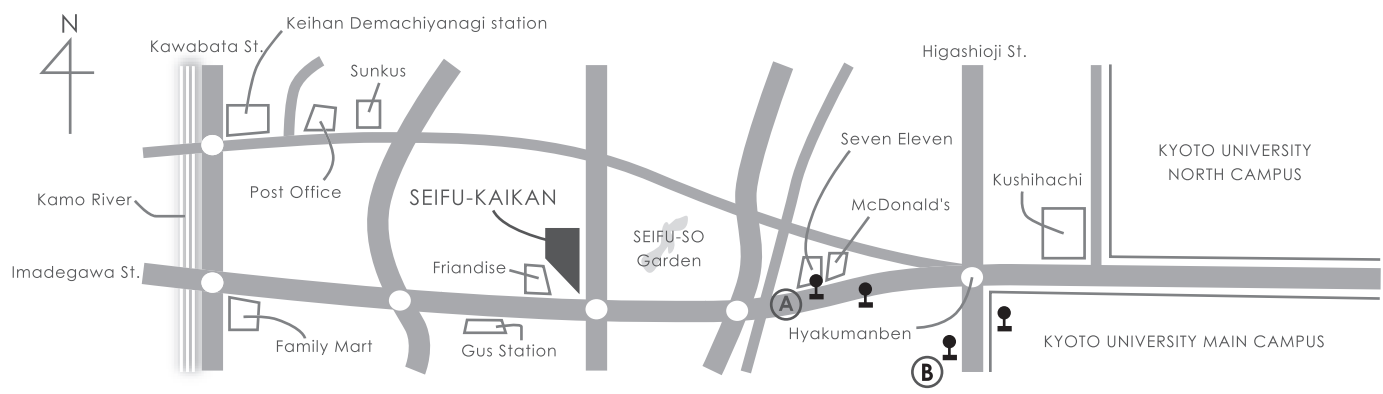 N
Keihan Demachiyanagi station
Kawabata St.
Higashioji St.
Sunkus
Seven Eleven
KYOTO UNIVERSITY
NORTH CAMPUS
Post Office
Kushihachi
Kamo River
SEIFU-KAIKAN
McDonald's
SEIFU-SO
Garden
Imadegawa St.
Friandise
A
Hyakumanben
Family Mart
Gus Station
KYOTO UNIVERSITY MAIN CAMPUS
B